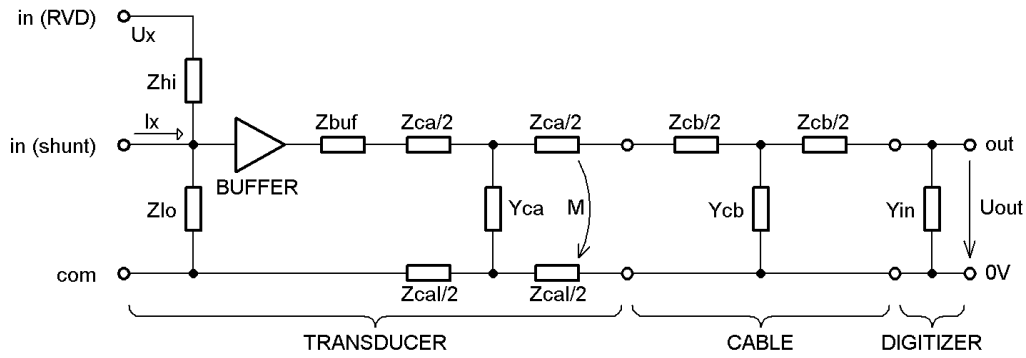 in (RVD)
Ux
Zhi
Ix
in (shunt)
BUFFER
Zbuf
Zca/2
Zca/2
Zcb/2
Zcb/2
out
Zlo
Yca
M
Ycb
Yin
Uout
com
Zcal/2
Zcal/2
0V
TRANSDUCER
CABLE
DIGITIZER